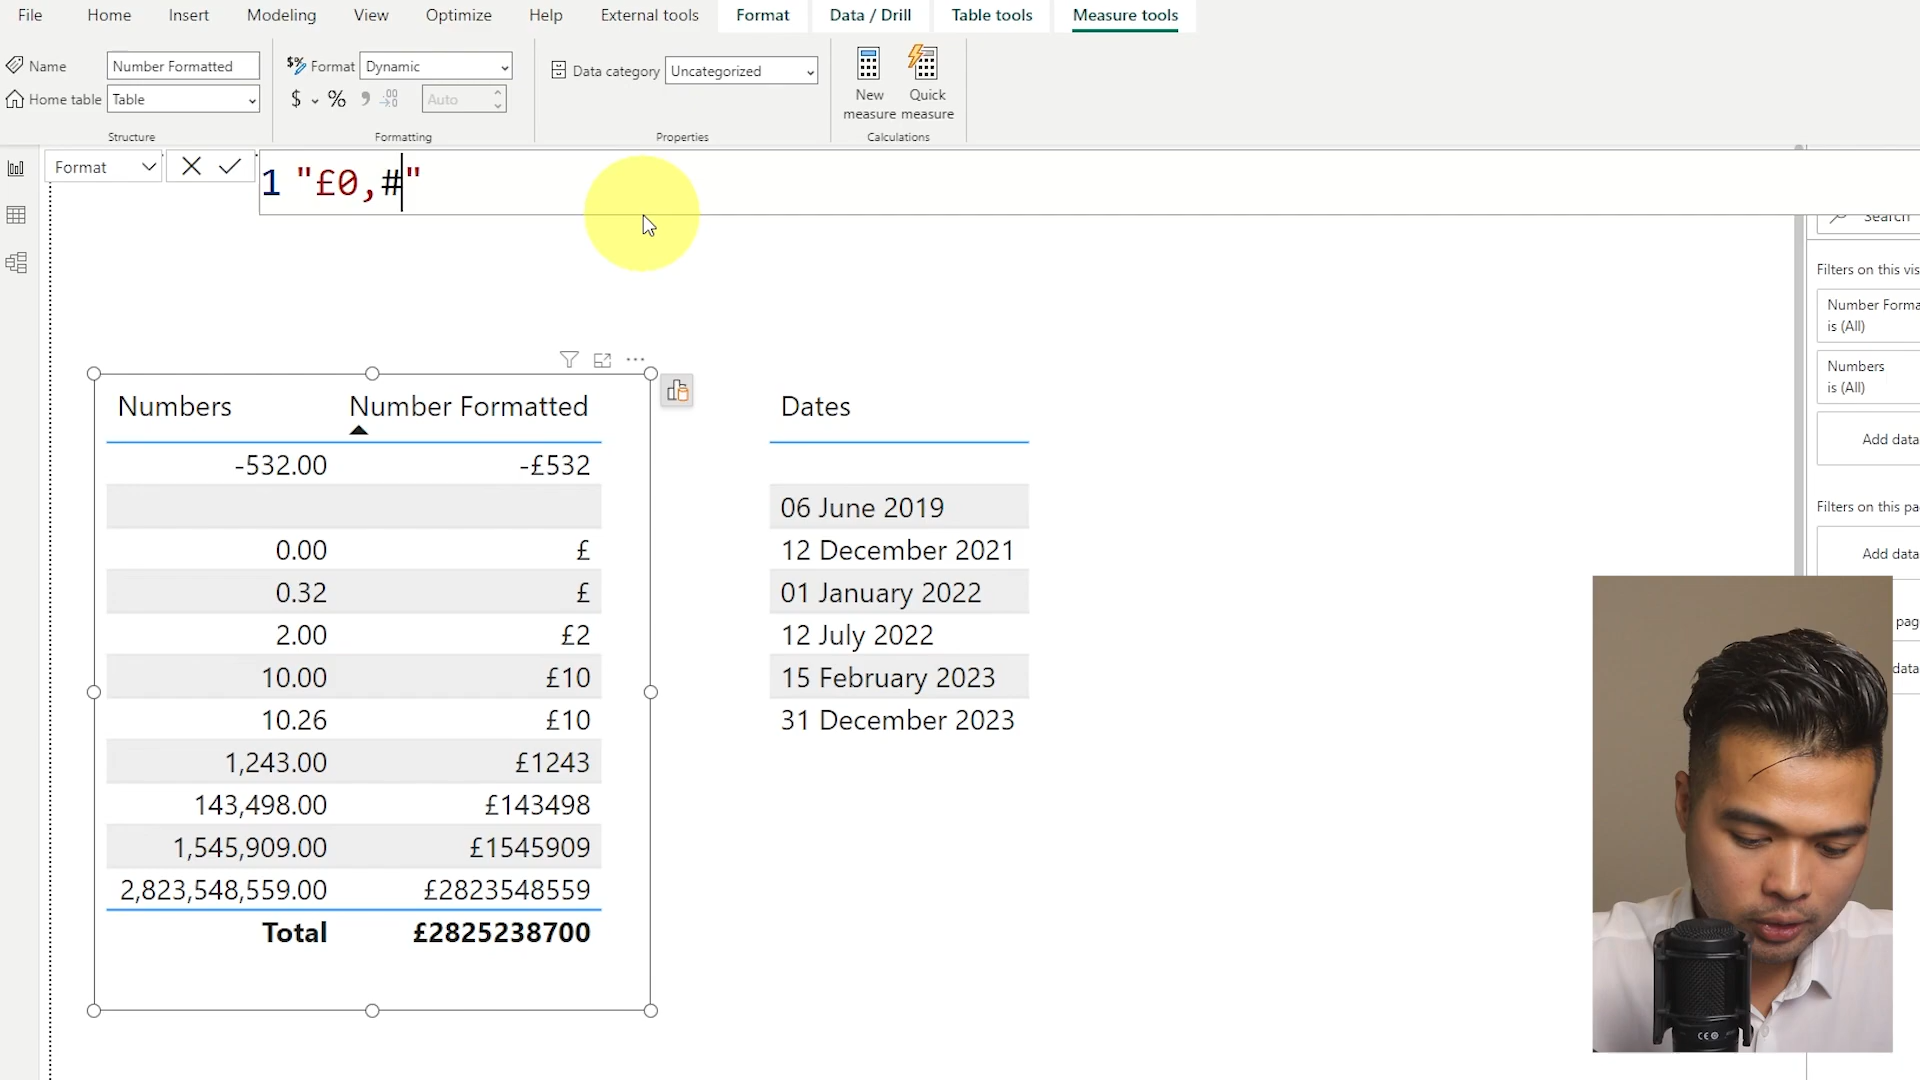 File Home Insert Modeling View Optimize Help External tools Format Data / Drill Table tools Measure tools
Name Number Formatted
Format Dynamic
Data category Uncategorized
Home table Table
$ % Auto
New measure
Quick measure
Structure Formatting Properties Calculations
Format
1 "£0,#"
Search
Filters on this vis
Number Forma
is (All)
Numbers
is (All)
Add data
Filters on this pa
Add data
pag
data
Numbers Number Formatted
-532.00 -£532
0.00 £
0.32 £
2.00 £2
10.00 £10
10.26 £10
1,243.00 £1243
143,498.00 £143498
1,545,909.00 £1545909
2,823,548,559.00 £2823548559
Total £2825238700
Dates
06 June 2019
12 December 2021
01 January 2022
12 July 2022
15 February 2023
31 December 2023